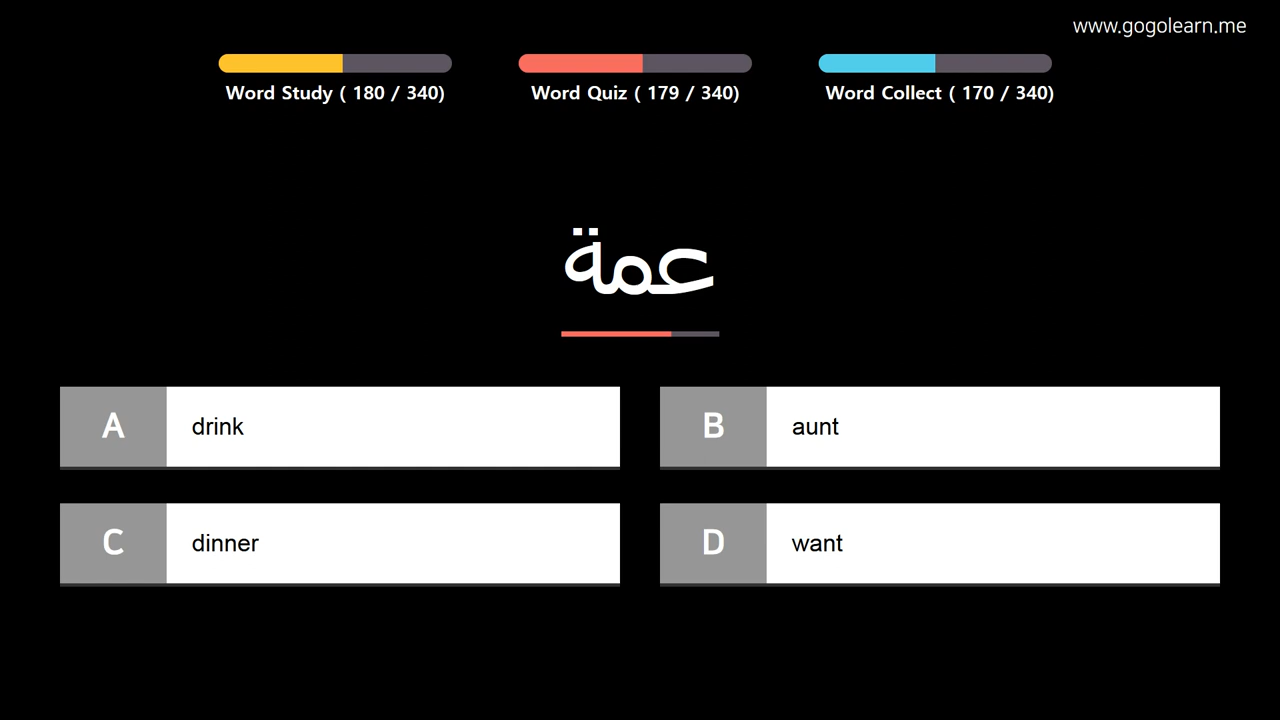 www.gogolearn.me
Word Study ( 180 / 340)
Word Quiz ( 179 / 340)
Word Collect ( 170 / 340)
عمة
A drink
B aunt
C dinner
D want